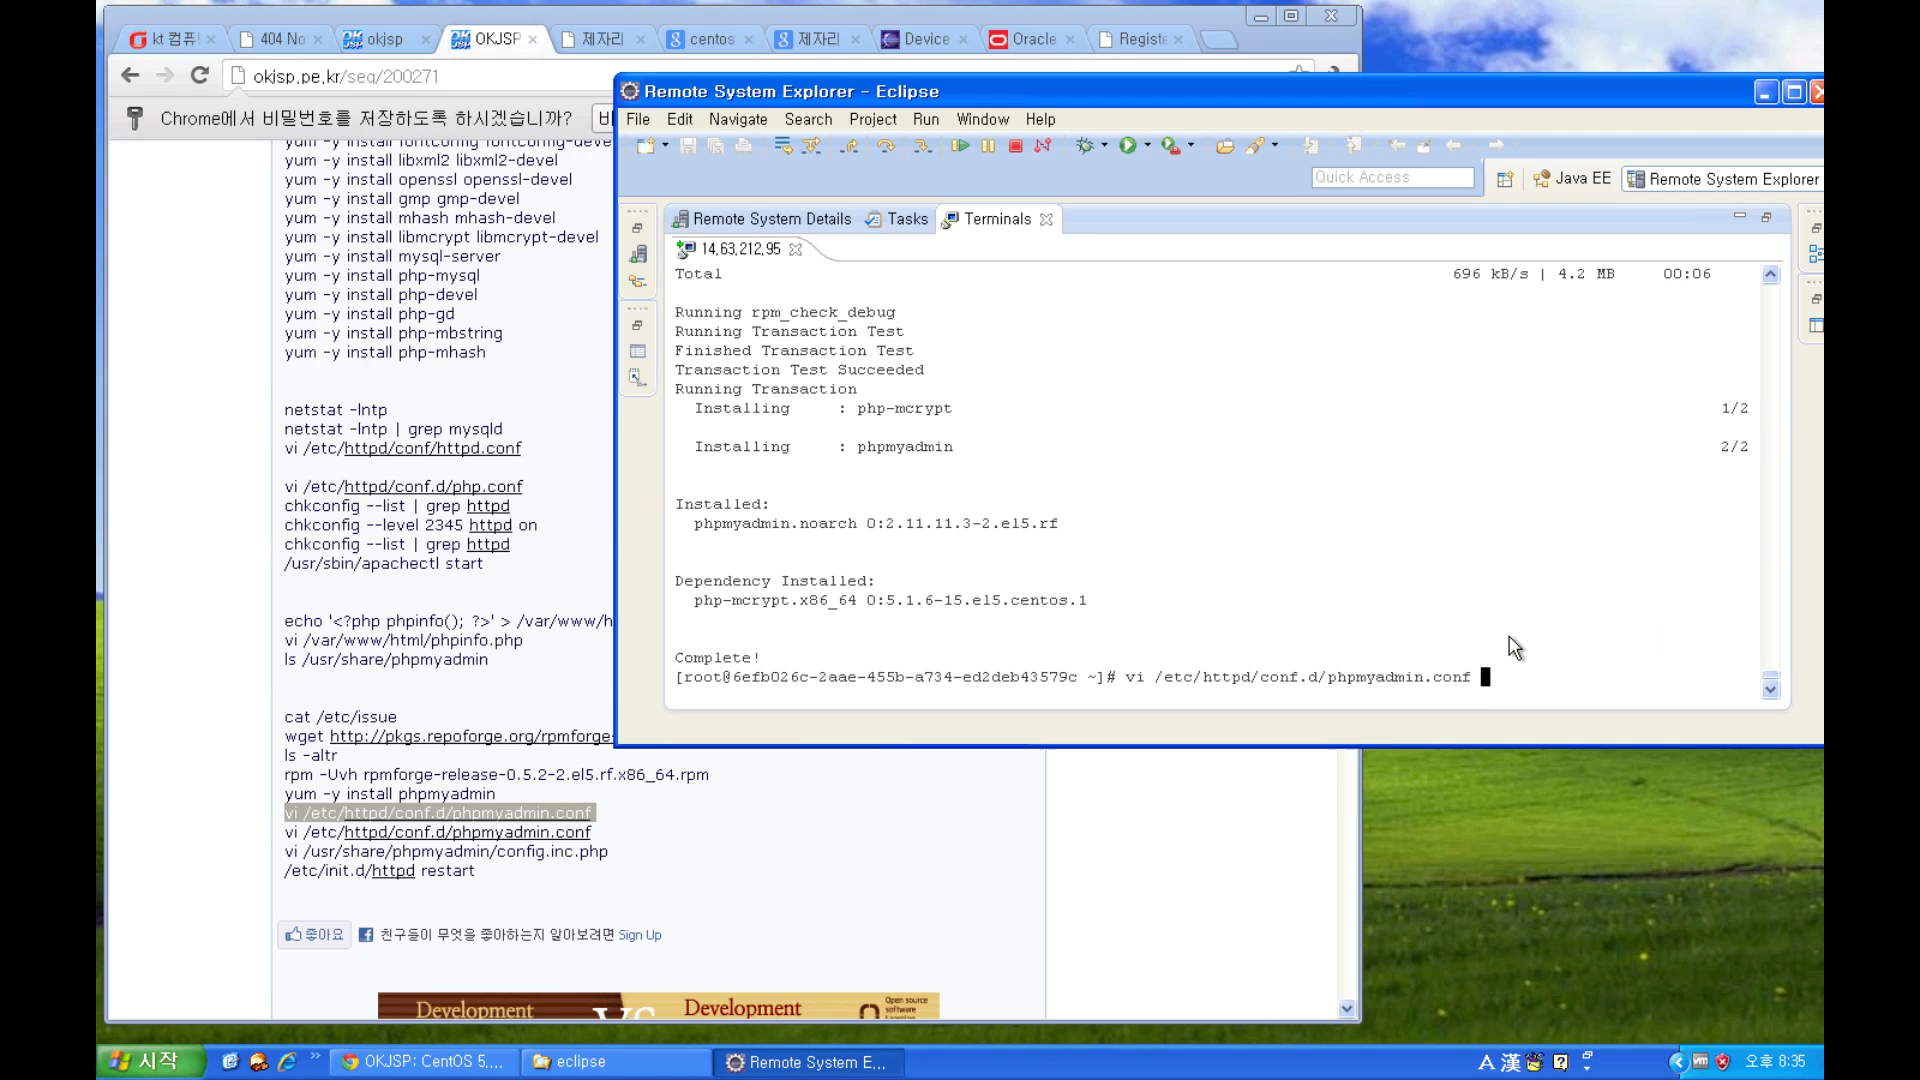 kt 컴퓨
404 No
okjsp
OKJSP
제자리
centos
제자리
Device
Oracle
Registe
okjsp.pe.kr/seq/200271
Chrome에서 비밀번호를 저장하도록 하시겠습니까?
yum -y install fontconfig fontconfig-deve
yum -y install libxml2 libxml2-devel
yum -y install openssl openssl-devel
yum -y install gmp gmp-devel
yum -y install mhash mhash-devel
yum -y install libmcrypt libmcrypt-devel
yum -y install mysql-server
yum -y install php-mysql
yum -y install php-devel
yum -y install php-gd
yum -y install php-mbstring
yum -y install php-mhash
netstat -lntp
netstat -lntp | grep mysqld
vi /etc/httpd/conf/httpd.conf
vi /etc/httpd/conf.d/php.conf
chkconfig --list | grep httpd
chkconfig --level 2345 httpd on
chkconfig --list | grep httpd
/usr/sbin/apachectl start
echo '<?php phpinfo(); ?>' > /var/www/h
vi /var/www/html/phpinfo.php
ls /usr/share/phpmyadmin
cat /etc/issue
wget http://pkgs.repoforge.org/rpmforge-
ls -altr
rpm -Uvh rpmforge-release-0.5.2-2.el5.rf.x86_64.rpm
yum -y install phpmyadmin
vi /etc/httpd/conf.d/phpmyadmin.conf
vi /etc/httpd/conf.d/phpmyadmin.conf
vi /usr/share/phpmyadmin/config.inc.php
/etc/init.d/httpd restart
좋아요
친구들이 무엇을 좋아하는지 알아보려면 Sign Up
Development
VS
Development
Open source
software
Learning
Remote System Explorer - Eclipse
File Edit Navigate Search Project Run Window Help
Quick Access
Java EE
Remote System Explorer
Remote System Details
Tasks
Terminals
14.63.212.95
Total 696 kB/s | 4.2 MB 00:06
Running rpm_check_debug
Running Transaction Test
Finished Transaction Test
Transaction Test Succeeded
Running Transaction
Installing : php-mcrypt 1/2
Installing : phpmyadmin 2/2
Installed:
phpmyadmin.noarch 0:2.11.11.3-2.el5.rf
Dependency Installed:
php-mcrypt.x86_64 0:5.1.6-15.el5.centos.1
Complete!
[root@6efb026c-2aae-455b-a734-ed2deb43579c ~]# vi /etc/httpd/conf.d/phpmyadmin.conf
시작
OKJSP: CentOS 5,...
eclipse
Remote System E...
A 漢
오후 8:35